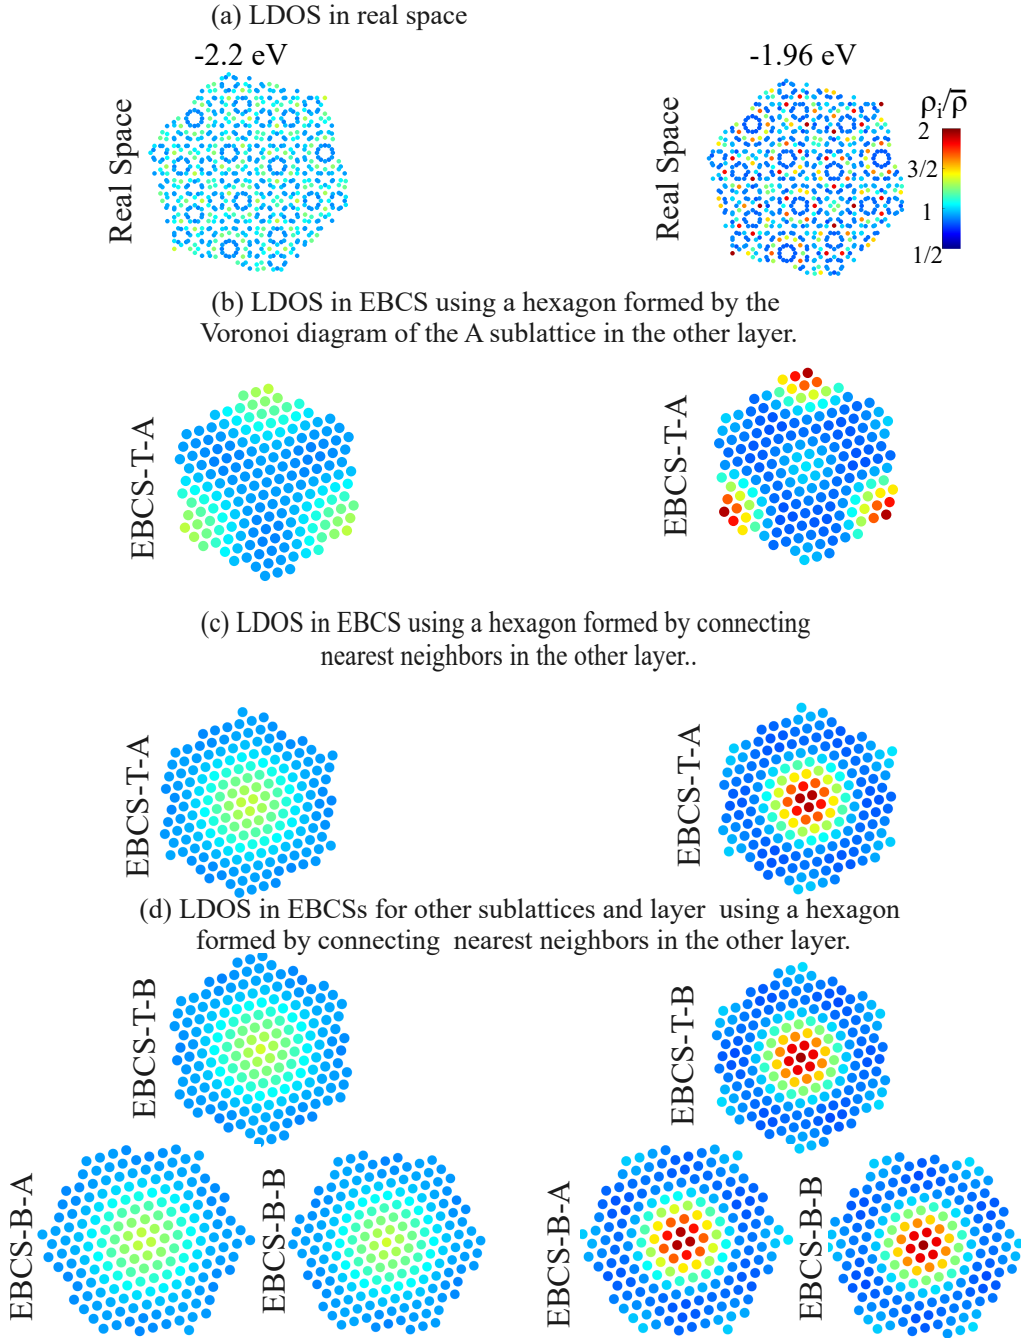 (a) LDOS in real space
-2.2 eV
-1.96 eV
Real Space
Real Space
ρi/ρ̅
2
3/2
1
1/2
(b) LDOS in EBCS using a hexagon formed by the
Voronoi diagram of the A sublattice in the other layer.
EBCS-T-A
EBCS-T-A
(c) LDOS in EBCS using a hexagon formed by connecting
nearest neighbors in the other layer..
EBCS-T-A
EBCS-T-A
(d) LDOS in EBCSs for other sublattices and layer using a hexagon
formed by connecting nearest neighbors in the other layer.
EBCS-T-B
EBCS-T-B
EBCS-B-A
EBCS-B-B
EBCS-B-A
EBCS-B-B